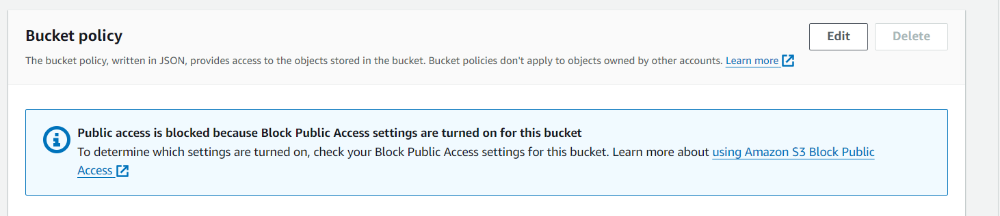 Bucket policy
Edit
Delete
The bucket policy, written in JSON, provides access to the objects stored in the bucket. Bucket policies don't apply to objects owned by other accounts. Learn more
Public access is blocked because Block Public Access settings are turned on for this bucket
To determine which settings are turned on, check your Block Public Access settings for this bucket. Learn more about using Amazon S3 Block Public
Access